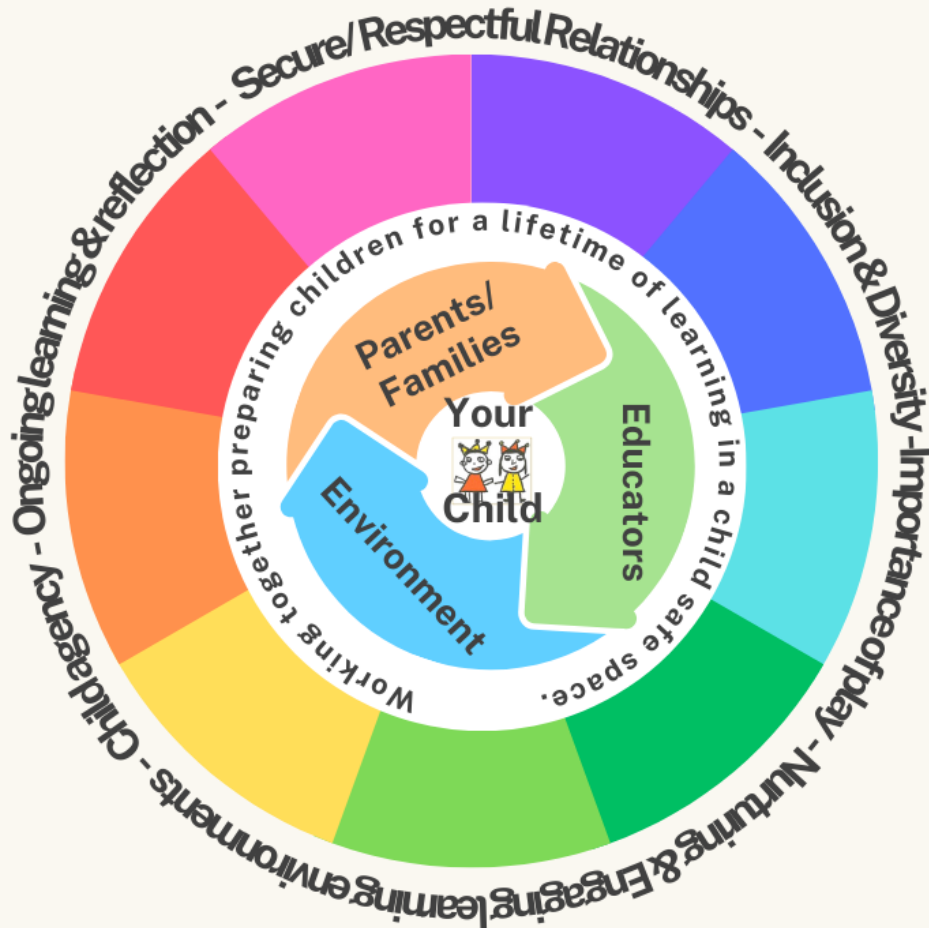 Secure/ Respectful Relationships - Inclusion & Diversity - Importance of play - Nurturing & Engaging learning environments - Child agency - Ongoing learning & reflection -
Working together preparing children for a lifetime of learning in a child safe space.
Parents/
Families
Educators
Environment
Your
Child